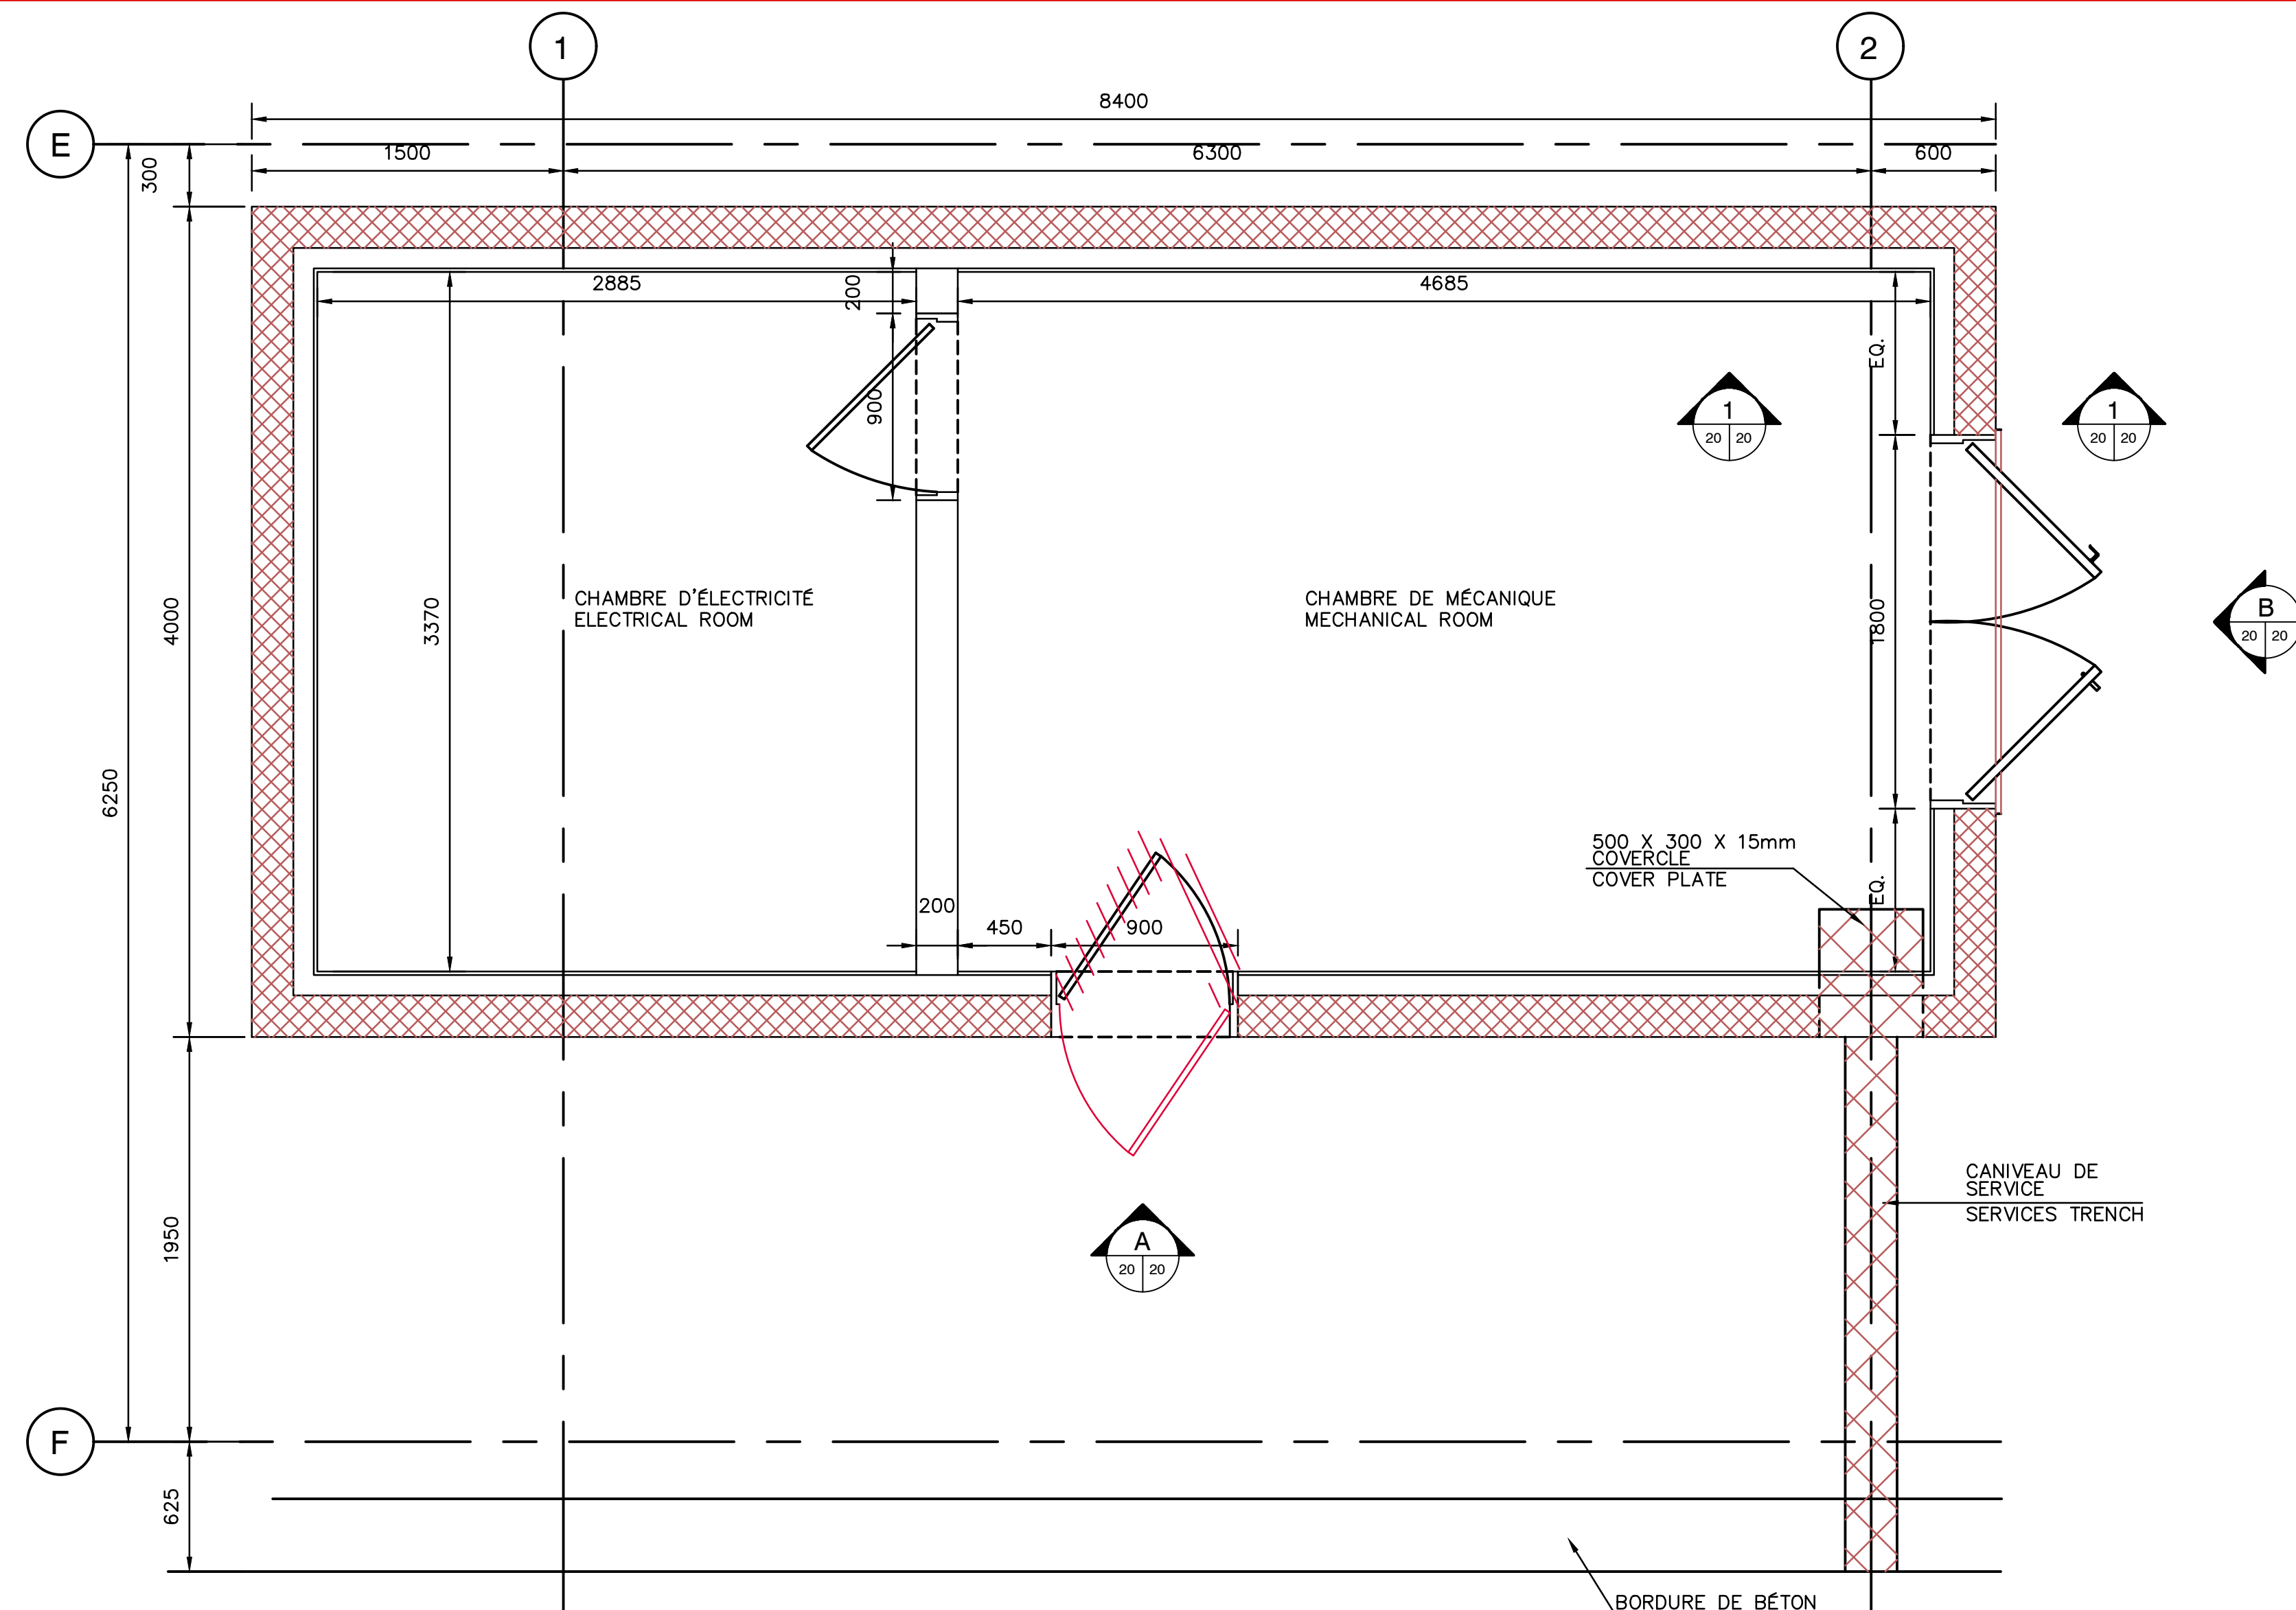 1
2
8400
E
1500
6300
600
300
2885
200
4685
EQ.
900
1
20 20
1
20 20
4000
3370
CHAMBRE D'ÉLECTRICITÉ
ELECTRICAL ROOM
CHAMBRE DE MÉCANIQUE
MECHANICAL ROOM
1800
B
20 20
6250
500 X 300 X 15mm
COVERCLE
COVER PLATE
EQ.
200
450
900
CANIVEAU DE
SERVICE
SERVICES TRENCH
1950
A
20 20
F
625
BORDURE DE BÉTON